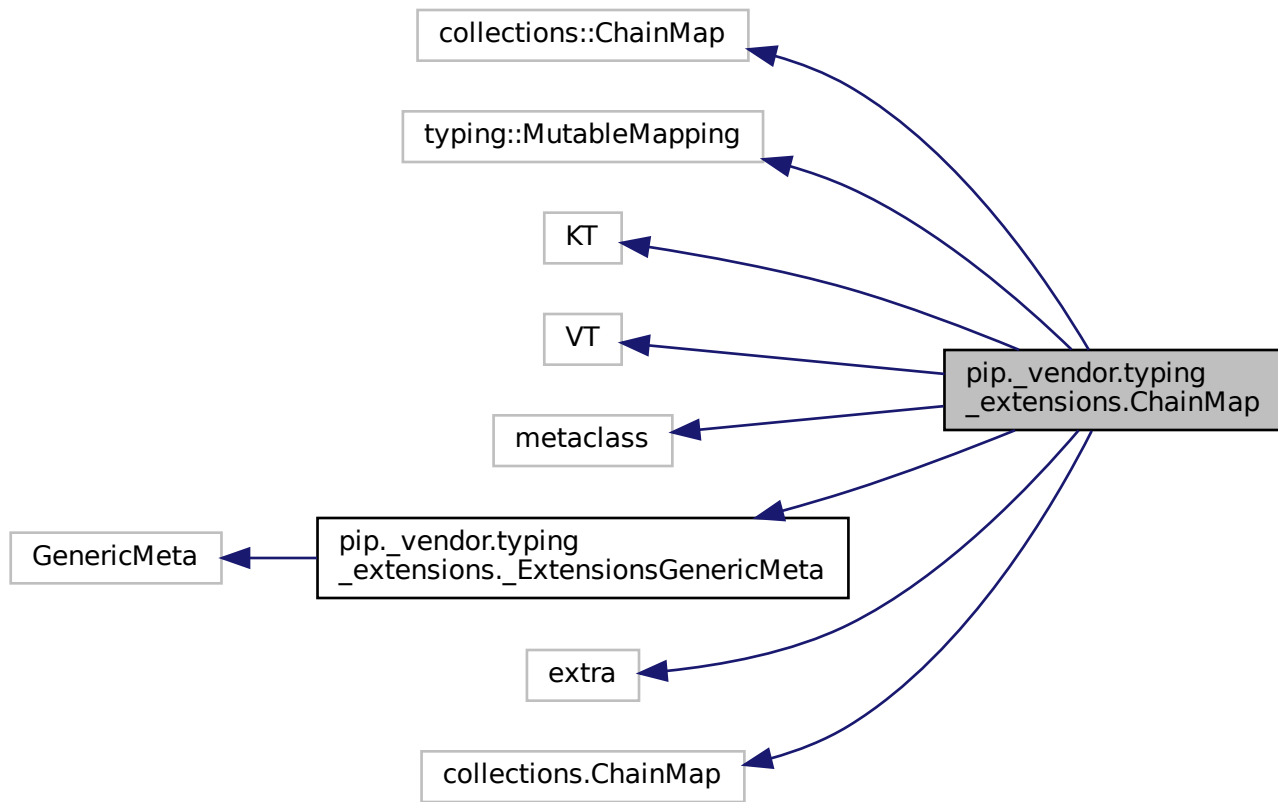 collections::ChainMap
typing::MutableMapping
KT
VT
pip._vendor.typing
_extensions.ChainMap
metaclass
GenericMeta
pip._vendor.typing
_extensions._ExtensionsGenericMeta
extra
collections.ChainMap